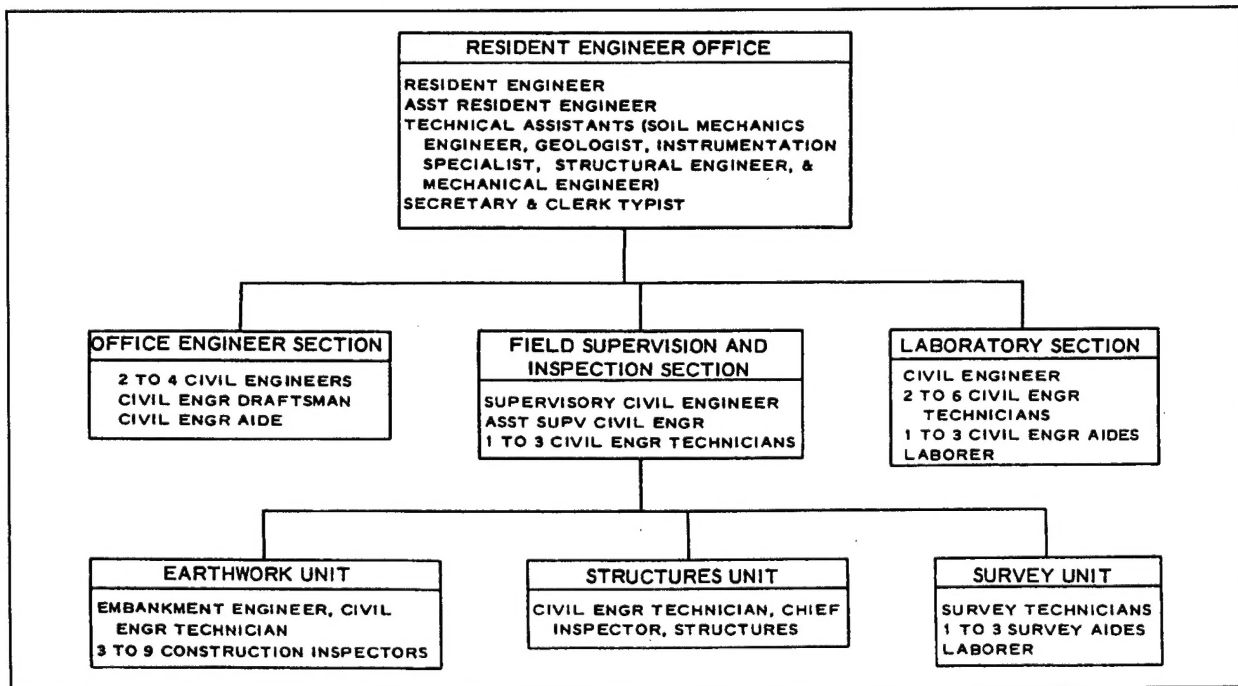 RESIDENT ENGINEER OFFICE
RESIDENT ENGINEER
ASST RESIDENT ENGINEER
TECHNICAL ASSISTANTS (SOIL MECHANICS
ENGINEER, GEOLOGIST, INSTRUMENTATION
SPECIALIST, STRUCTURAL ENGINEER, &
MECHANICAL ENGINEER)
SECRETARY & CLERK TYPIST
OFFICE ENGINEER SECTION
2 TO 4 CIVIL ENGINEERS
CIVIL ENGR DRAFTSMAN
CIVIL ENGR AIDE
FIELD SUPERVISION AND
INSPECTION SECTION
SUPERVISORY CIVIL ENGINEER
ASST SUPV CIVIL ENGR
1 TO 3 CIVIL ENGR TECHNICIANS
LABORATORY SECTION
CIVIL ENGINEER
2 TO 6 CIVIL ENGR
TECHNICIANS
1 TO 3 CIVIL ENGR AIDES
LABORER
EARTHWORK UNIT
EMBANKMENT ENGINEER, CIVIL
ENGR TECHNICIAN
3 TO 9 CONSTRUCTION INSPECTORS
STRUCTURES UNIT
CIVIL ENGR TECHNICIAN, CHIEF
INSPECTOR, STRUCTURES
SURVEY UNIT
SURVEY TECHNICIANS
1 TO 3 SURVEY AIDES
LABORER